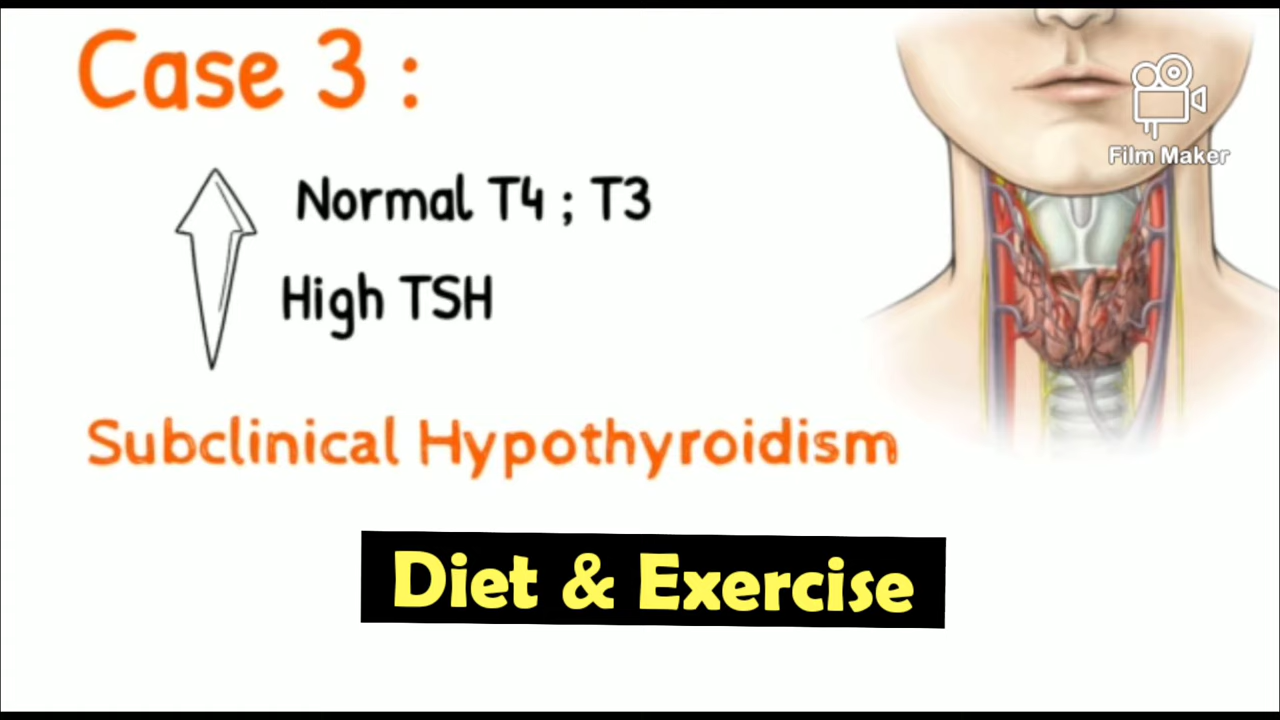 Case 3 :
Normal T4 ; T3
High TSH
Subclinical Hypothyroidism
Diet & Exercise
Film Maker